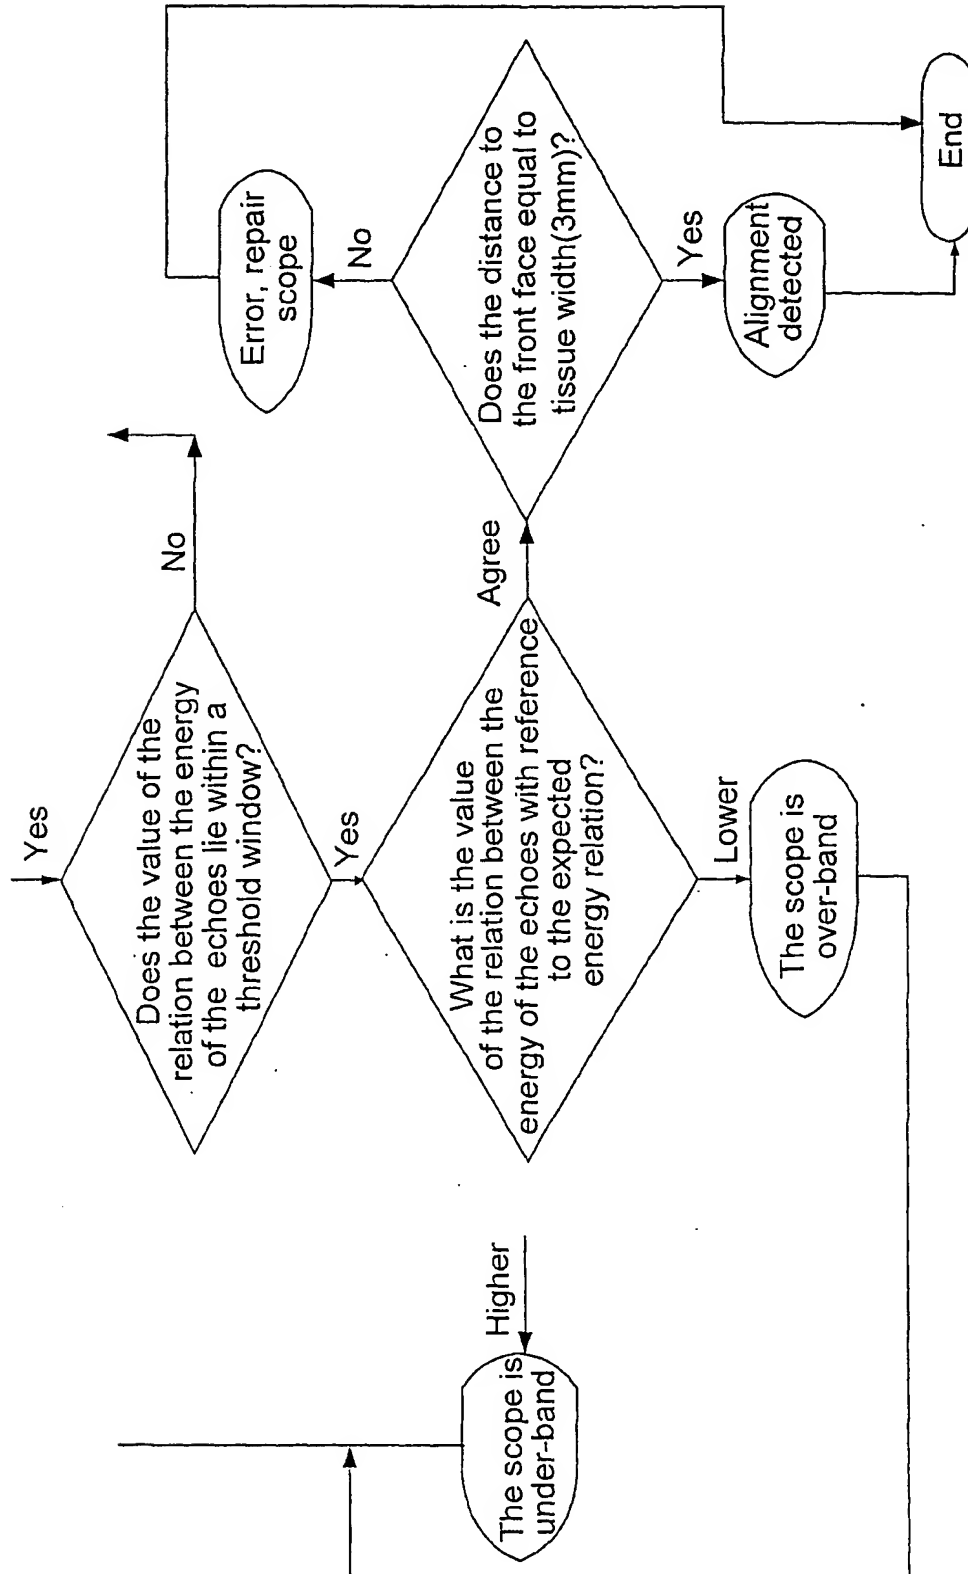 Yes
Does the value of the
relation between the energy
of the echoes lie within a
threshold window?
No
Yes
What is the value
of the relation between the
energy of the echoes with reference
to the expected
energy relation?
Higher
The scope is
under-band
Lower
The scope is
over-band
Agree
Does the distance to
the front face equal to
tissue width(3mm)?
No
Error, repair
scope
Yes
Alignment
detected
End